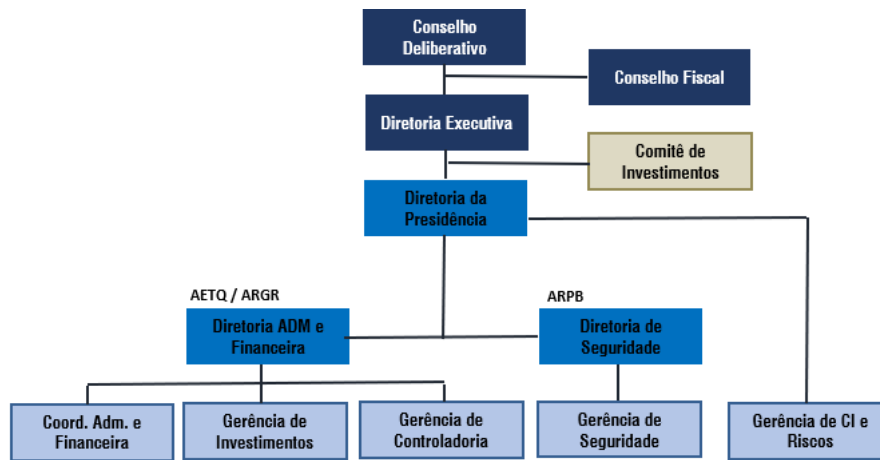 Conselho
Deliberativo
Conselho Fiscal
Diretoria Executiva
Comitê de
Investimentos
Diretoria da
Presidência
AETQ / ARGR
ARPB
Diretoria ADM e
Financeira
Diretoria de
Seguridade
Coord. Adm. e
Financeira
Gerência de
Investimentos
Gerência de
Controladoria
Gerência de
Seguridade
Gerência de CI e
Riscos